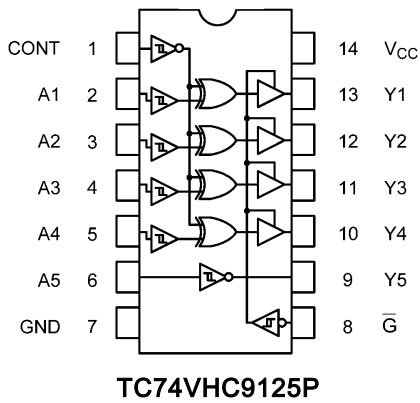 CONT 1 14 VCC
A1 2 13 Y1
A2 3 12 Y2
A3 4 11 Y3
A4 5 10 Y4
A5 6 9 Y5
GND 7 8 G̅
TC74VHC9125P